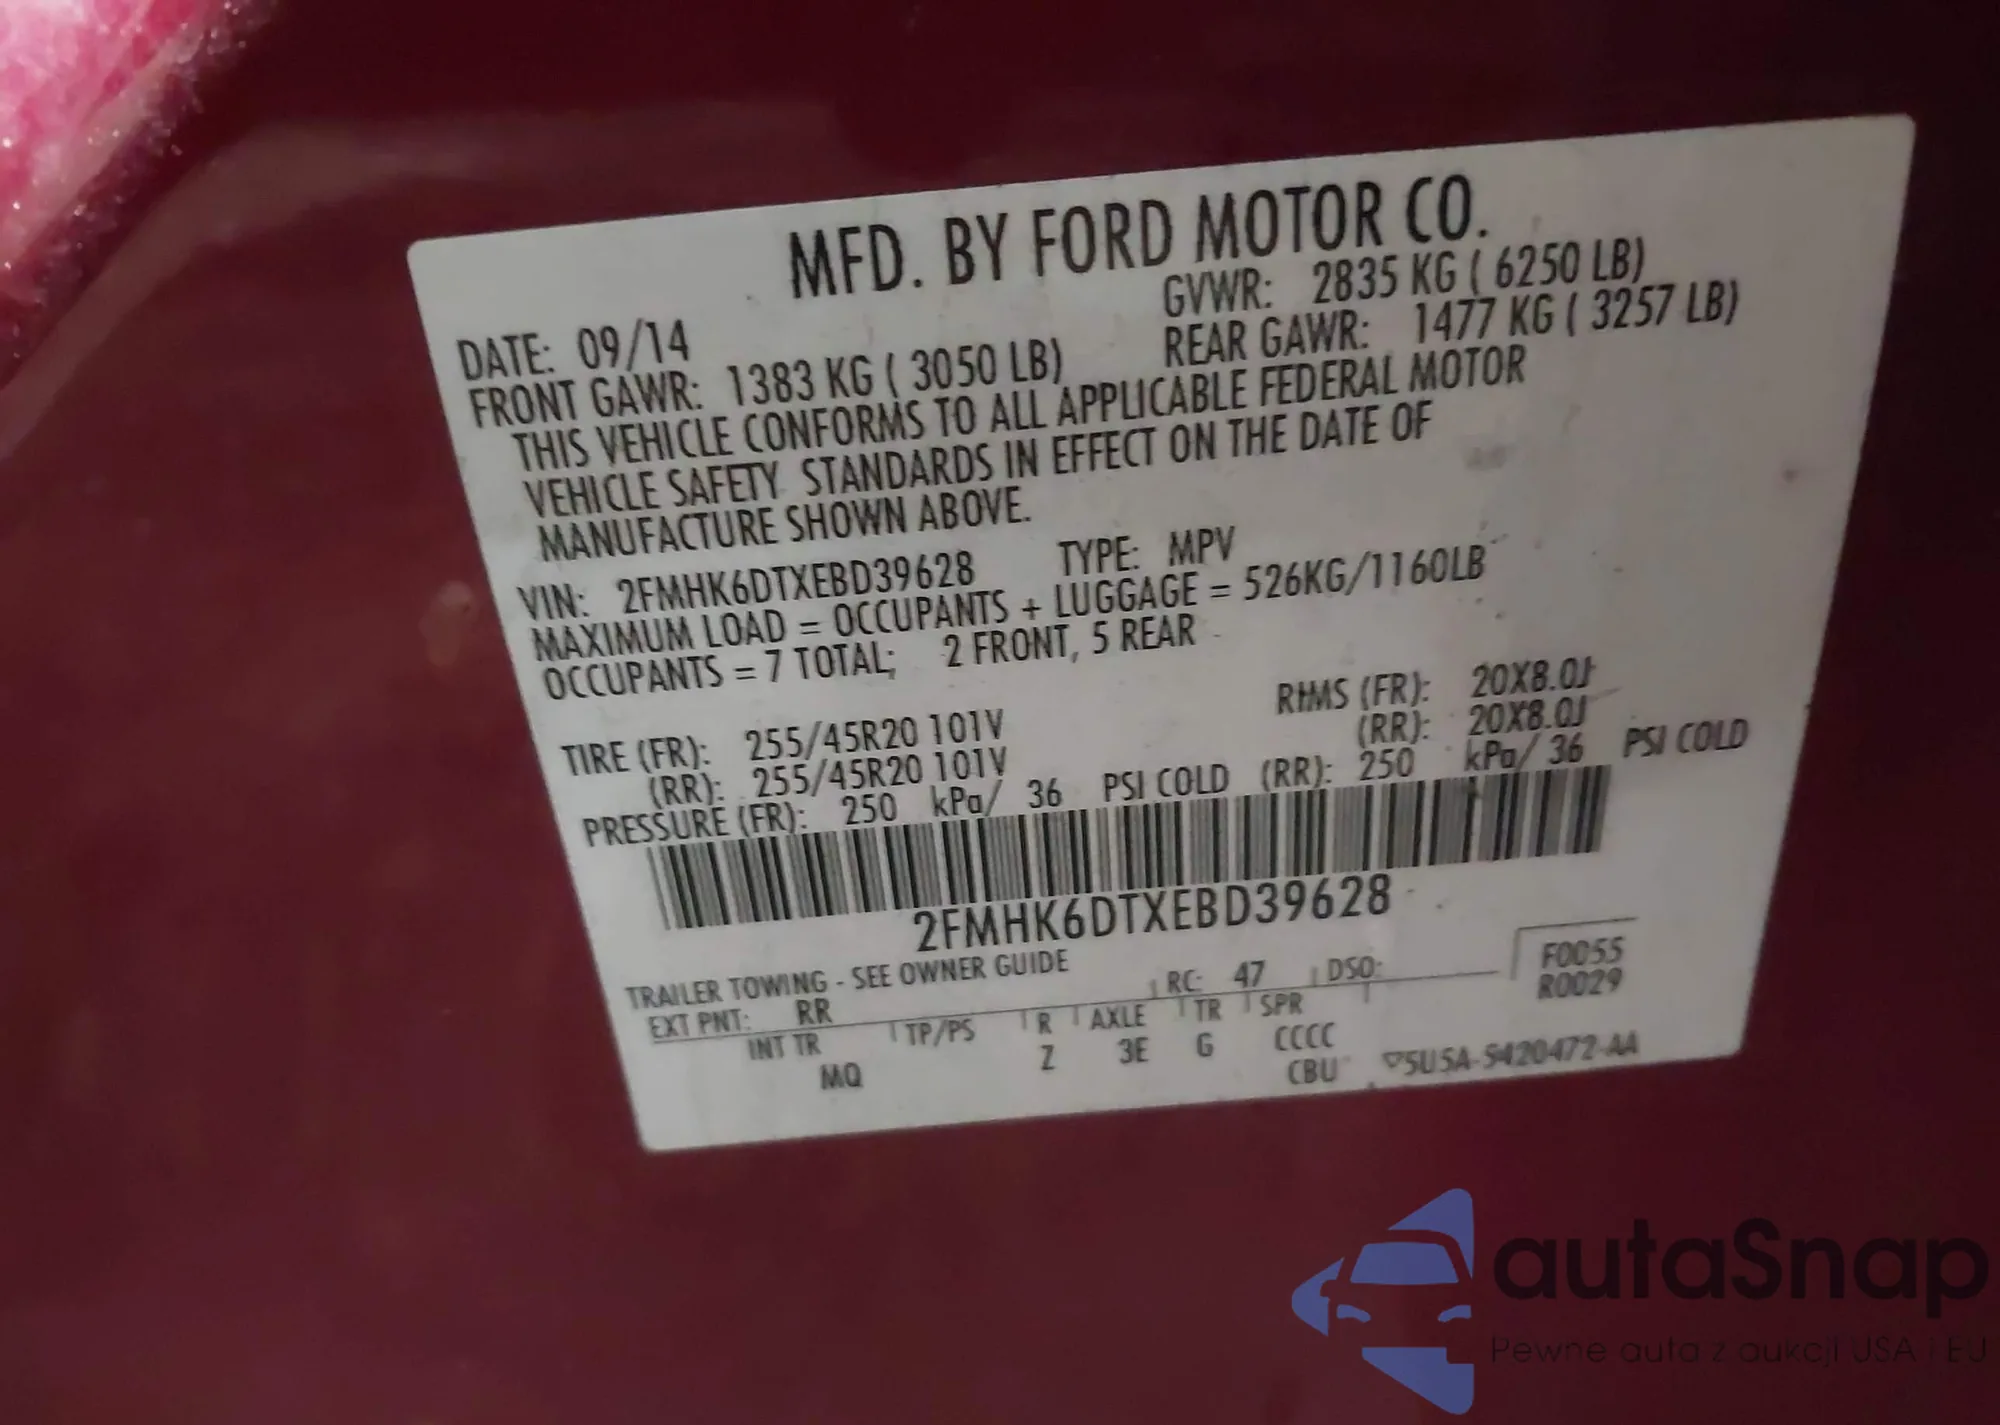 MFD. BY FORD MOTOR CO.
DATE: 09/14 GVWR: 2835 KG ( 6250 LB)
FRONT GAWR: 1383 KG ( 3050 LB) REAR GAWR: 1477 KG ( 3257 LB)
THIS VEHICLE CONFORMS TO ALL APPLICABLE FEDERAL MOTOR
VEHICLE SAFETY STANDARDS IN EFFECT ON THE DATE OF
MANUFACTURE SHOWN ABOVE.
VIN: 2FMHK6DTXEBD39628 TYPE: MPV
MAXIMUM LOAD = OCCUPANTS + LUGGAGE = 526KG/1160LB
OCCUPANTS = 7 TOTAL; 2 FRONT, 5 REAR
TIRE (FR): 255/45R20 101V RIMS (FR): 20X8.0J
(RR): 255/45R20 101V (RR): 20X8.0J
PRESSURE (FR): 250 kPa/ 36 PSI COLD (RR): 250 kPa/ 36 PSI COLD
2FMHK6DTXEBD39628
TRAILER TOWING - SEE OWNER GUIDE
EXT PNT: RR RC: 47 DSO: F0055
R0029
INT TR TP/PS R AXLE TR SPR
MQ Z 3E G CCCC
CBU ▽5U5A-5420472-AA
autaSnap
Pewne auta z aukcji USA i EU